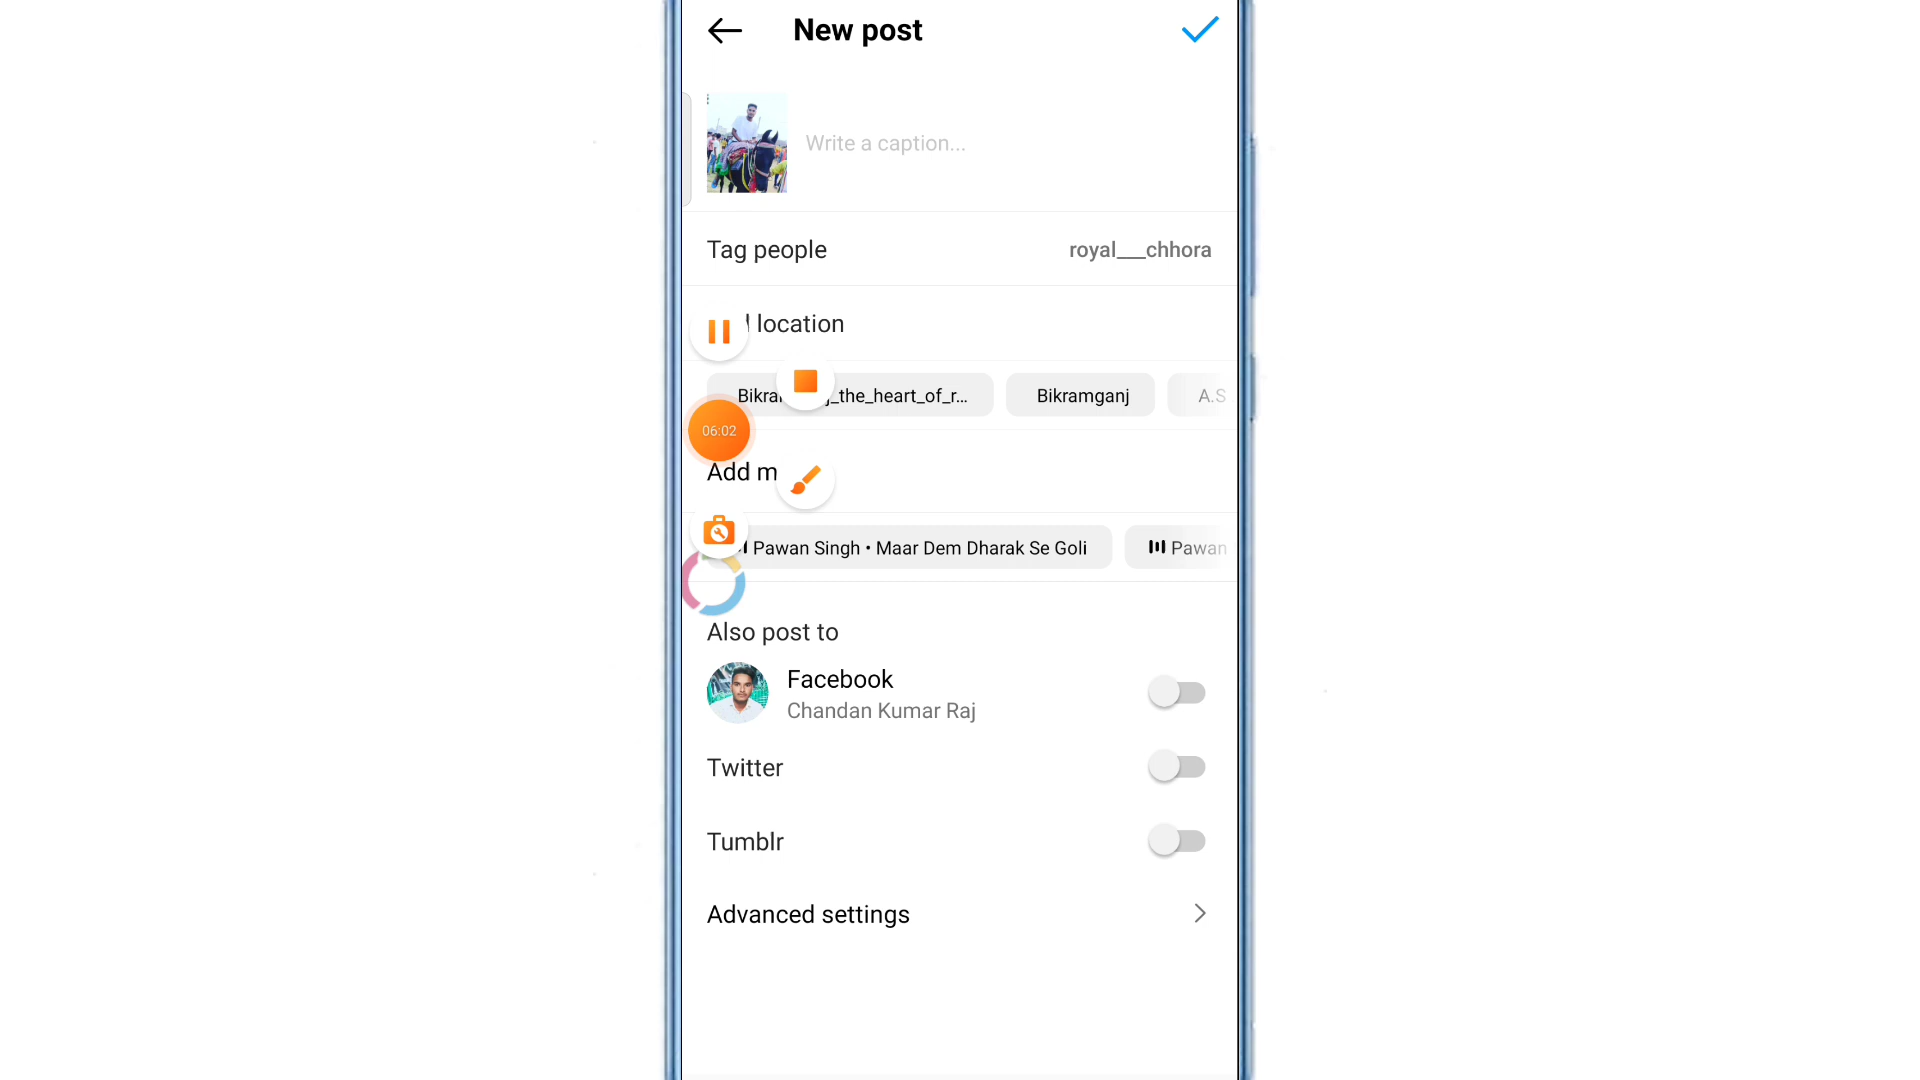 New post
Write a caption...
Tag people
royal___chhora
location
_the_heart_of_r...
Bikramganj
A.S
06:02
Add m
Pawan Singh • Maar Dem Dharak Se Goli
Pawan
Also post to
Facebook
Chandan Kumar Raj
Twitter
Tumblr
Advanced settings